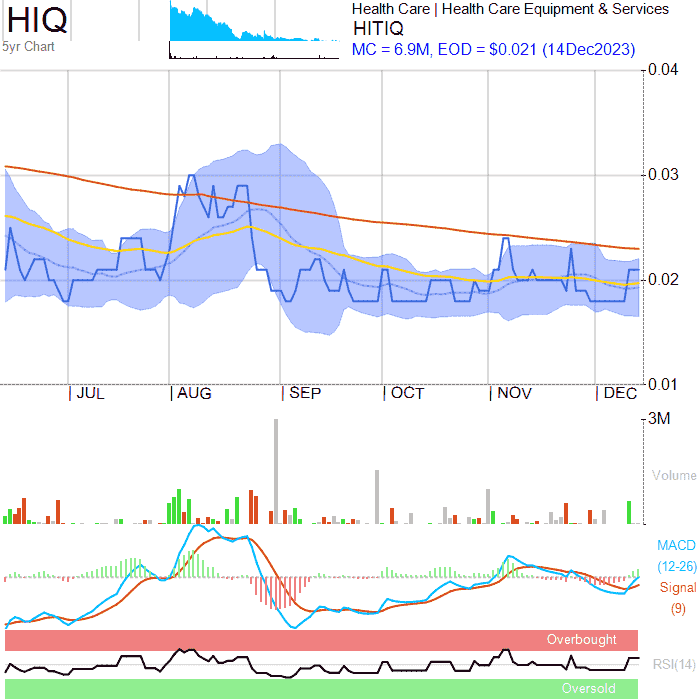 HIQ
5yr Chart
Health Care | Health Care Equipment & Services
HITIQ
MC = 6.9M, EOD = $0.021 (14Dec2023)
0.04
0.03
0.02
0.01
JUL
AUG
SEP
OCT
NOV
DEC
3M
Volume
MACD
(12-26)
Signal
(9)
Overbought
RSI(14)
Oversold